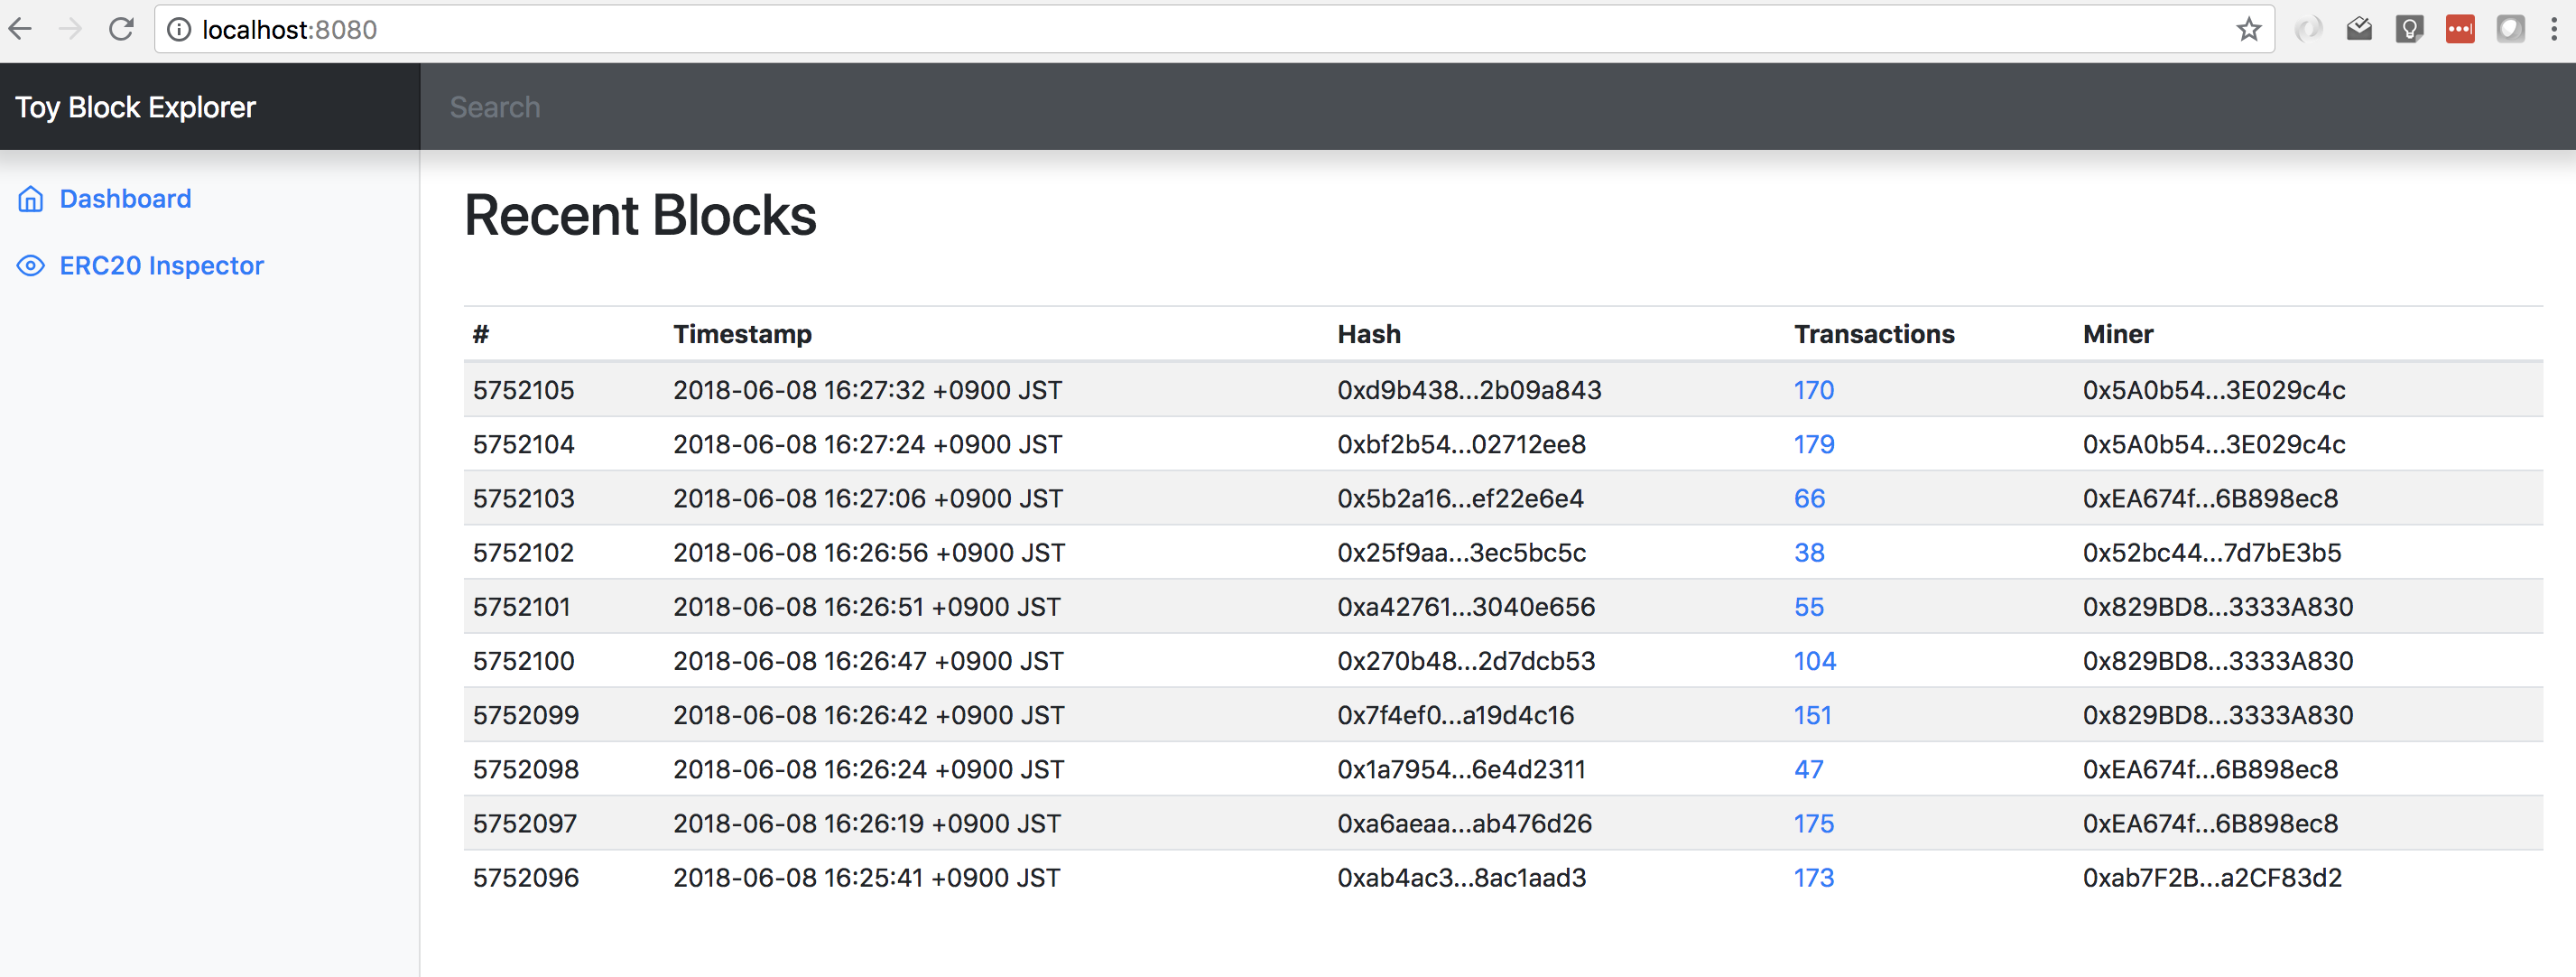 localhost:8080
Toy Block Explorer Search
Dashboard
ERC20 Inspector
Recent Blocks
# Timestamp Hash Transactions Miner
5752105 2018-06-08 16:27:32 +0900 JST 0xd9b438...2b09a843 170 0x5A0b54...3E029c4c
5752104 2018-06-08 16:27:24 +0900 JST 0xbf2b54...02712ee8 179 0x5A0b54...3E029c4c
5752103 2018-06-08 16:27:06 +0900 JST 0x5b2a16...ef22e6e4 66 0xEA674f...6B898ec8
5752102 2018-06-08 16:26:56 +0900 JST 0x25f9aa...3ec5bc5c 38 0x52bc44...7d7bE3b5
5752101 2018-06-08 16:26:51 +0900 JST 0xa42761...3040e656 55 0x829BD8...3333A830
5752100 2018-06-08 16:26:47 +0900 JST 0x270b48...2d7dcb53 104 0x829BD8...3333A830
5752099 2018-06-08 16:26:42 +0900 JST 0x7f4ef0...a19d4c16 151 0x829BD8...3333A830
5752098 2018-06-08 16:26:24 +0900 JST 0x1a7954...6e4d2311 47 0xEA674f...6B898ec8
5752097 2018-06-08 16:26:19 +0900 JST 0xa6aeaa...ab476d26 175 0xEA674f...6B898ec8
5752096 2018-06-08 16:25:41 +0900 JST 0xab4ac3...8ac1aad3 173 0xab7F2B...a2CF83d2